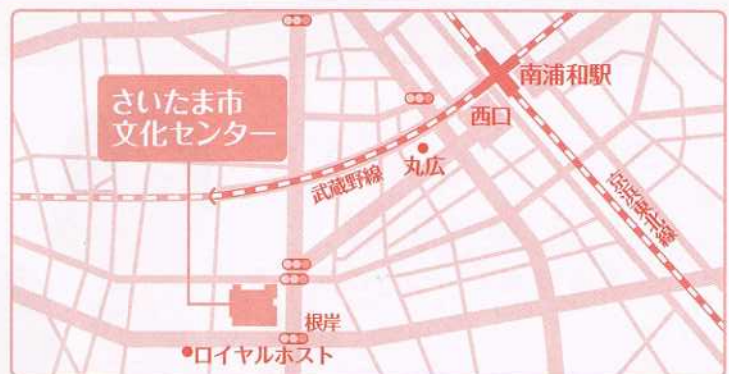 さいたま市
文化センター
南浦和駅
西口
丸広
武蔵野線
京浜東北線
根岸
ロイヤルホスト